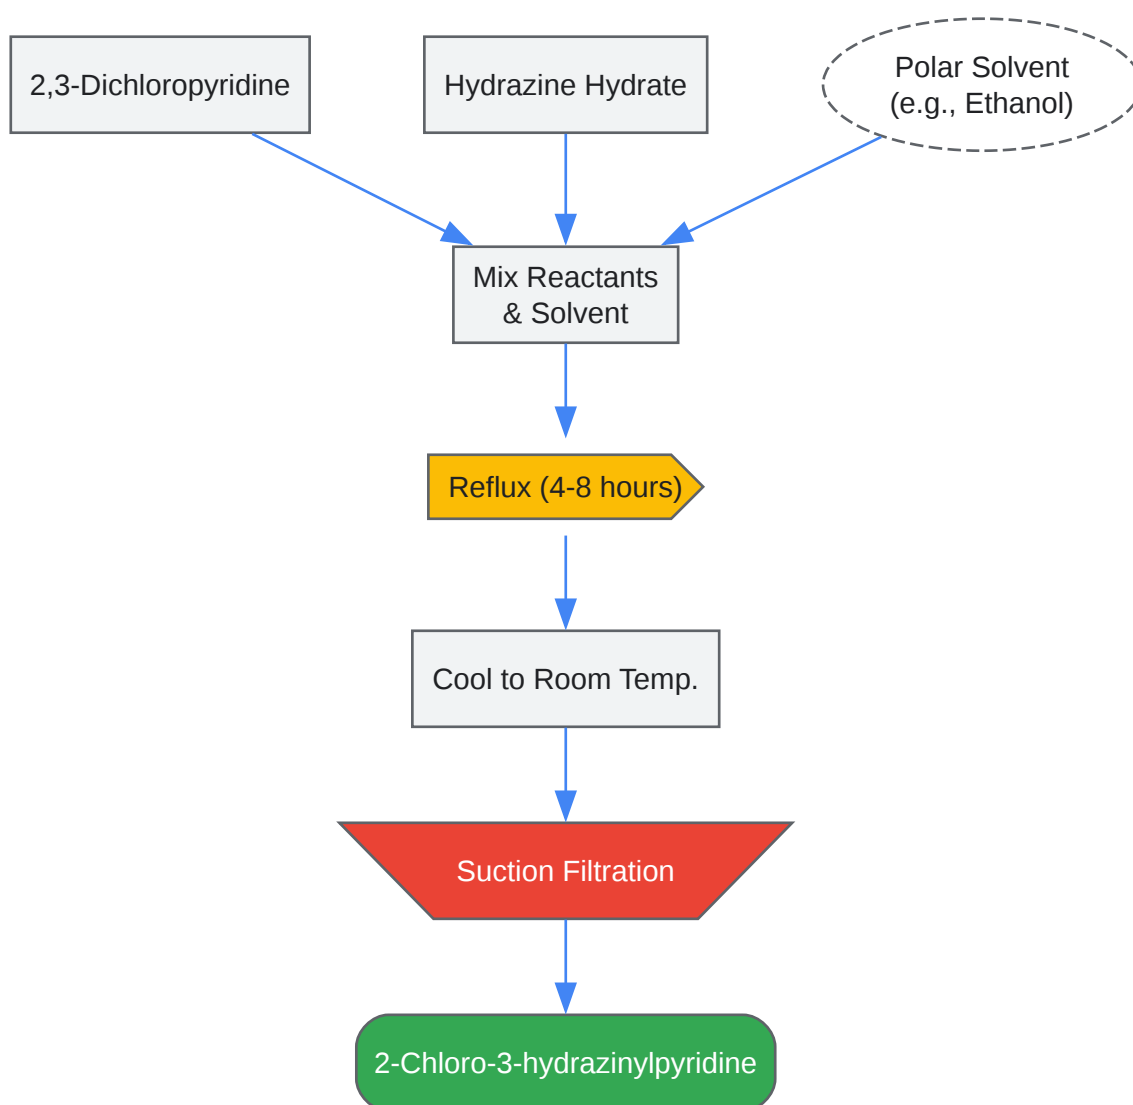 2,3-Dichloropyridine
Hydrazine Hydrate
Polar Solvent
(e.g., Ethanol)
Mix Reactants
& Solvent
Reflux (4-8 hours)
Cool to Room Temp.
Suction Filtration
2-Chloro-3-hydrazinylpyridine